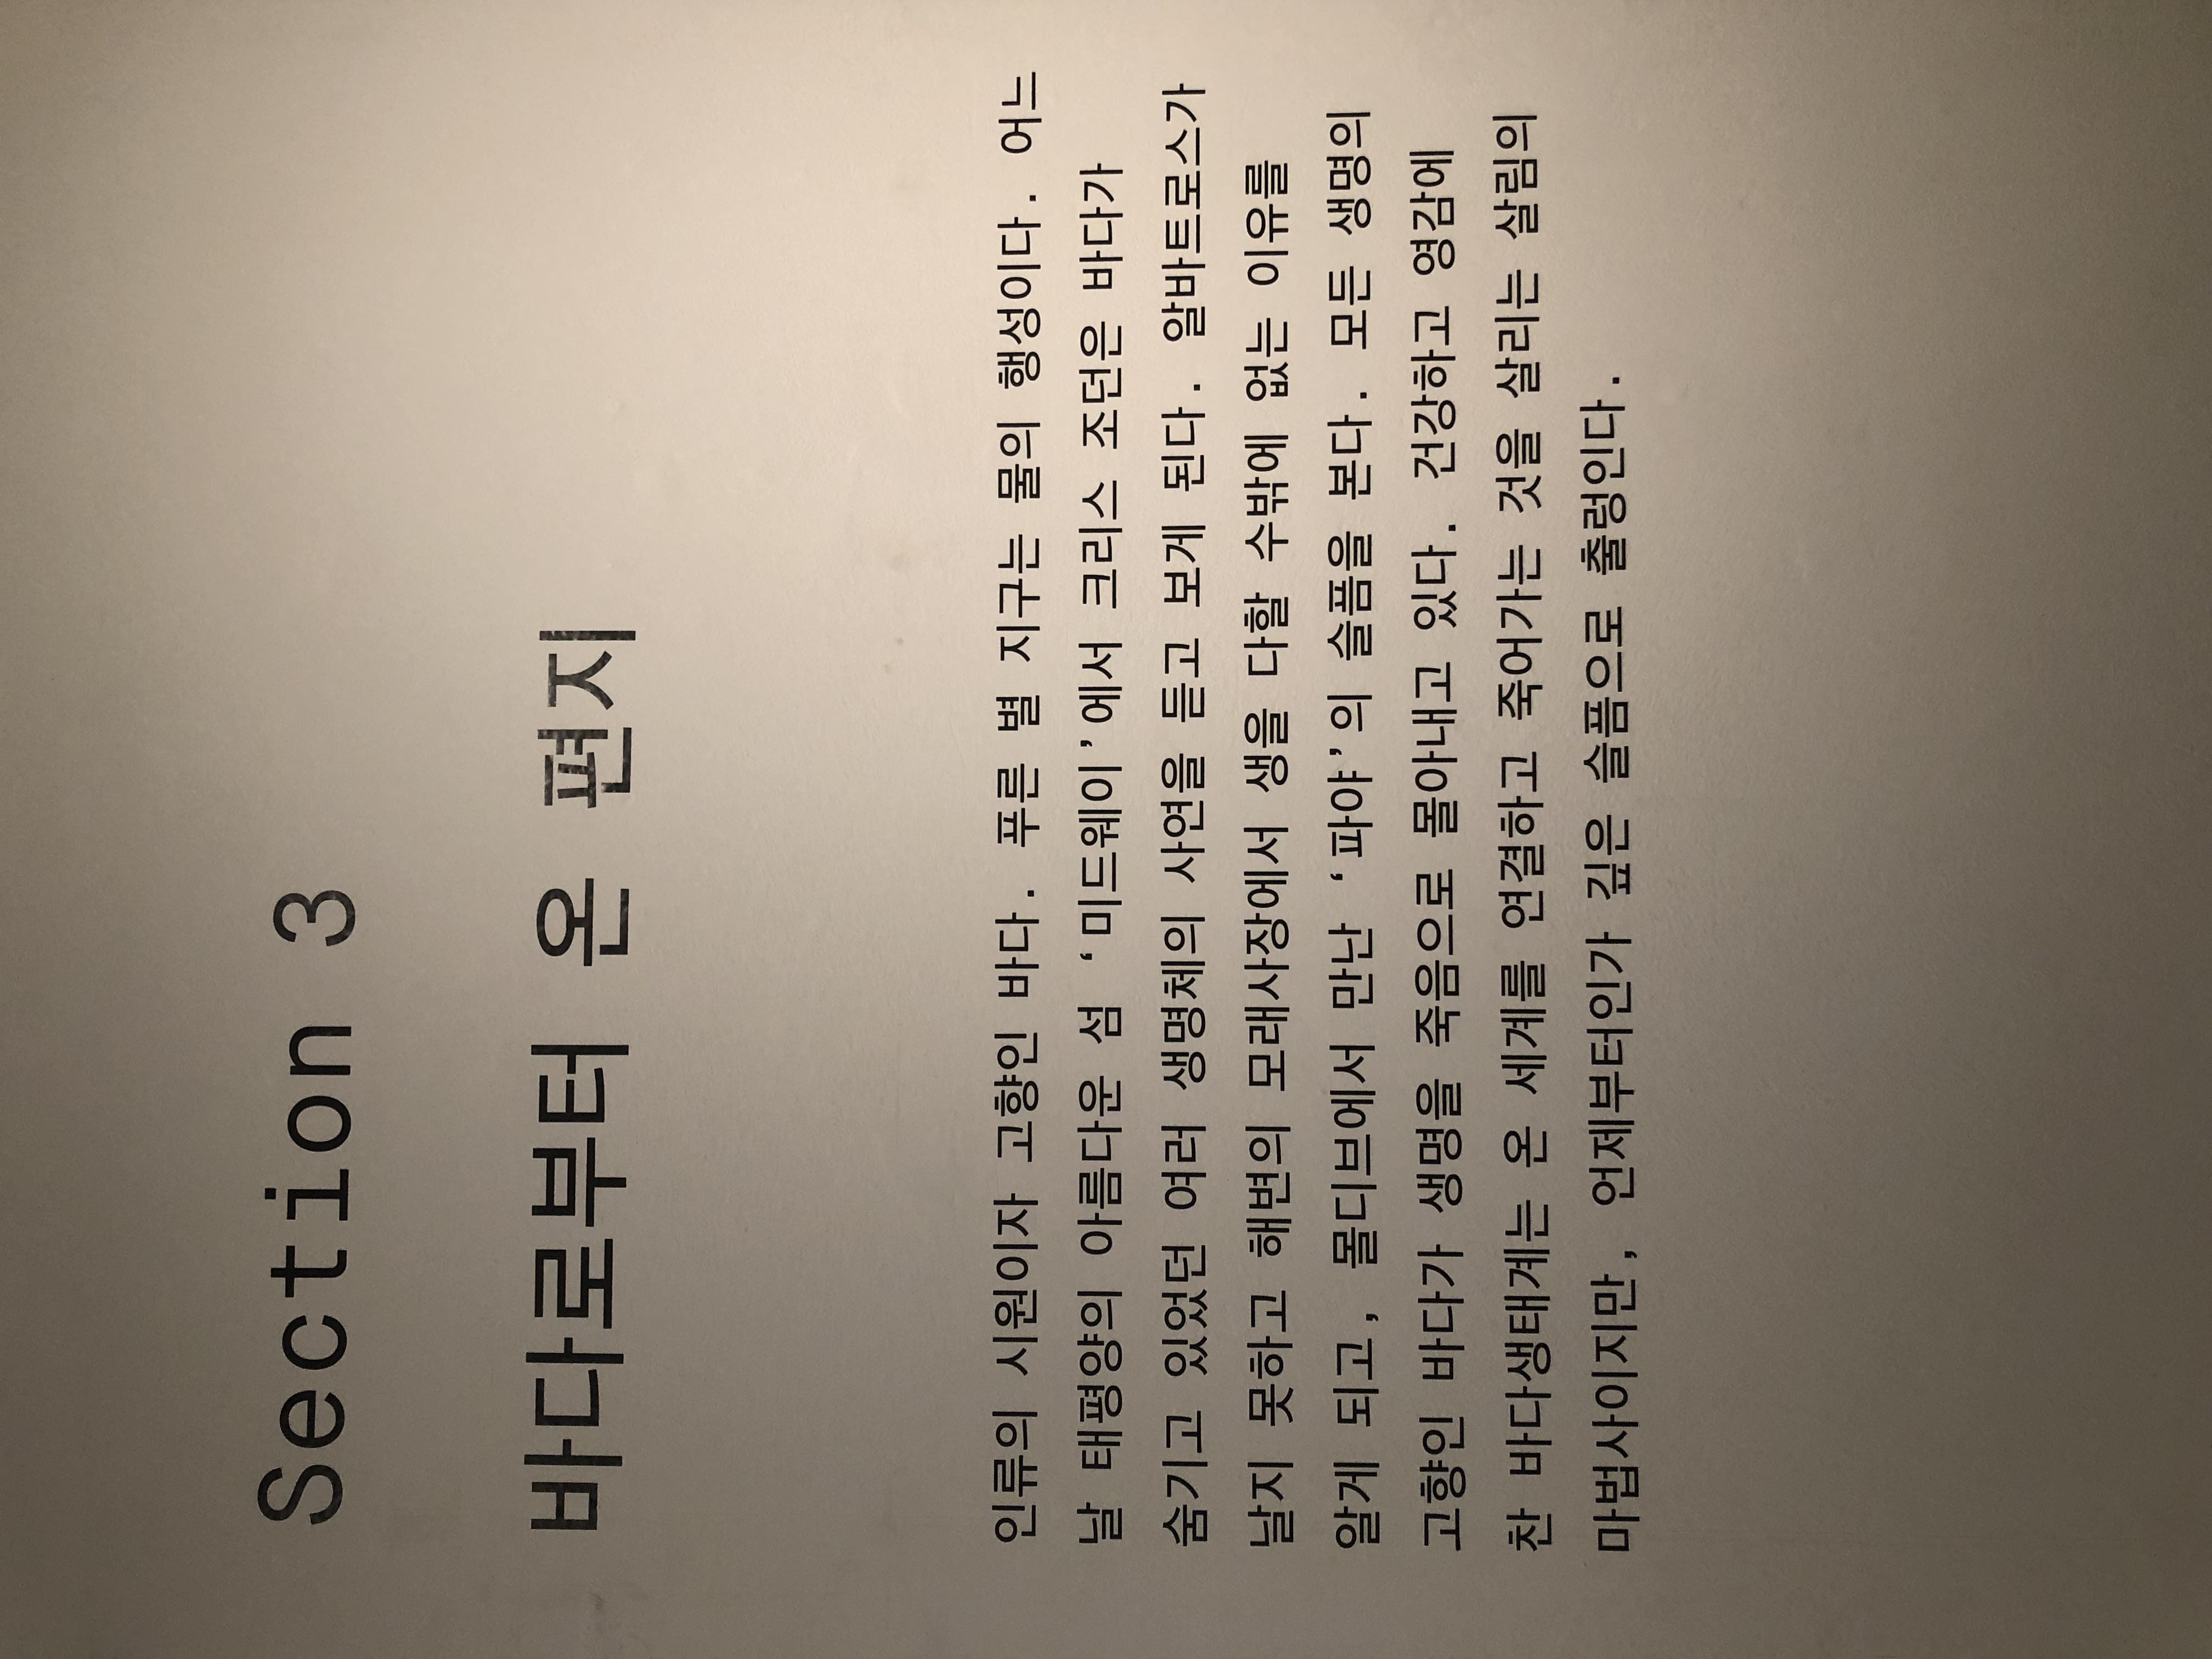 Section 3
바다로부터 온 편지
인류의 시원이자 고향인 바다. 푸른 별 지구는 물의 행성이다. 어느
날 태평양의 아름다운 섬 ‘미드웨이’에서 크리스 조던은 바다가
숨기고 있었던 여러 생명체의 사연을 듣고 보게 된다. 알바트로스가
날지 못하고 해변의 모래사장에서 생을 다할 수밖에 없는 이유를
알게 되고, 몰디브에서 만난 ‘파야’의 슬픔을 본다. 모든 생명의
고향인 바다가 생명을 죽음으로 몰아내고 있다. 건강하고 영감에
찬 바다생태계는 온 세계를 연결하고 죽어가는 것을 살리는 살림의
마법사이지만, 언제부터인가 깊은 슬픔으로 출렁인다.